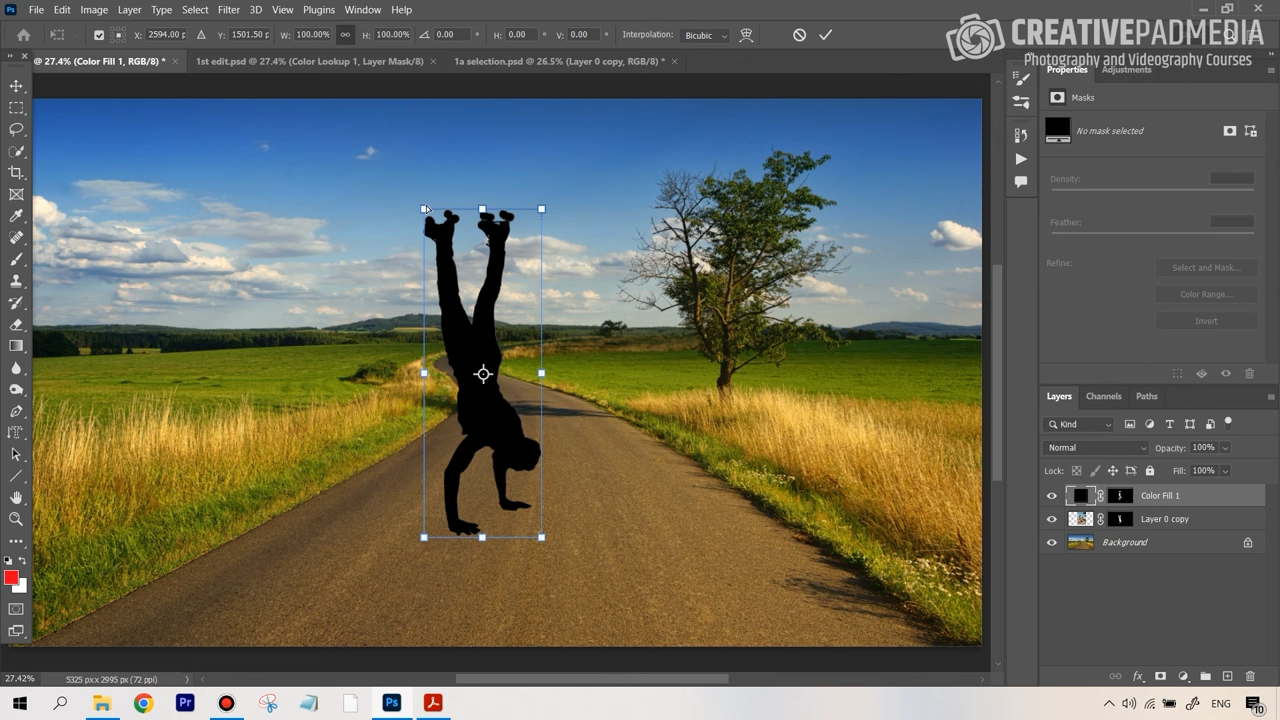 File Edit Image Layer Type Select Filter 3D View Plugins Window Help
X: 2594.00 p Y: 1501.50 p W: 100.00% H: 100.00% 0.00 ° H: 0.00 ° V: 0.00 ° Interpolation: Bicubic
CREATIVEPADMEDIA
Photography and Videography Courses
@ 27.4% (Color Fill 1, RGB/8) * × 1st edit.psd @ 27.4% (Color Lookup 1, Layer Mask/8) × 1a selection.psd @ 26.5% (Layer 0 copy, RGB/8) * ×
Properties Adjustments
Masks
No mask selected
Density:
Feather:
Refine:
Select and Mask...
Color Range...
Invert
Layers Channels Paths
Kind
Normal Opacity: 100%
Lock: Fill: 100%
Color Fill 1
Layer 0 copy
Background
27.42% 5325 px x 2995 px (72 ppi)
Pr Ps ENG 10